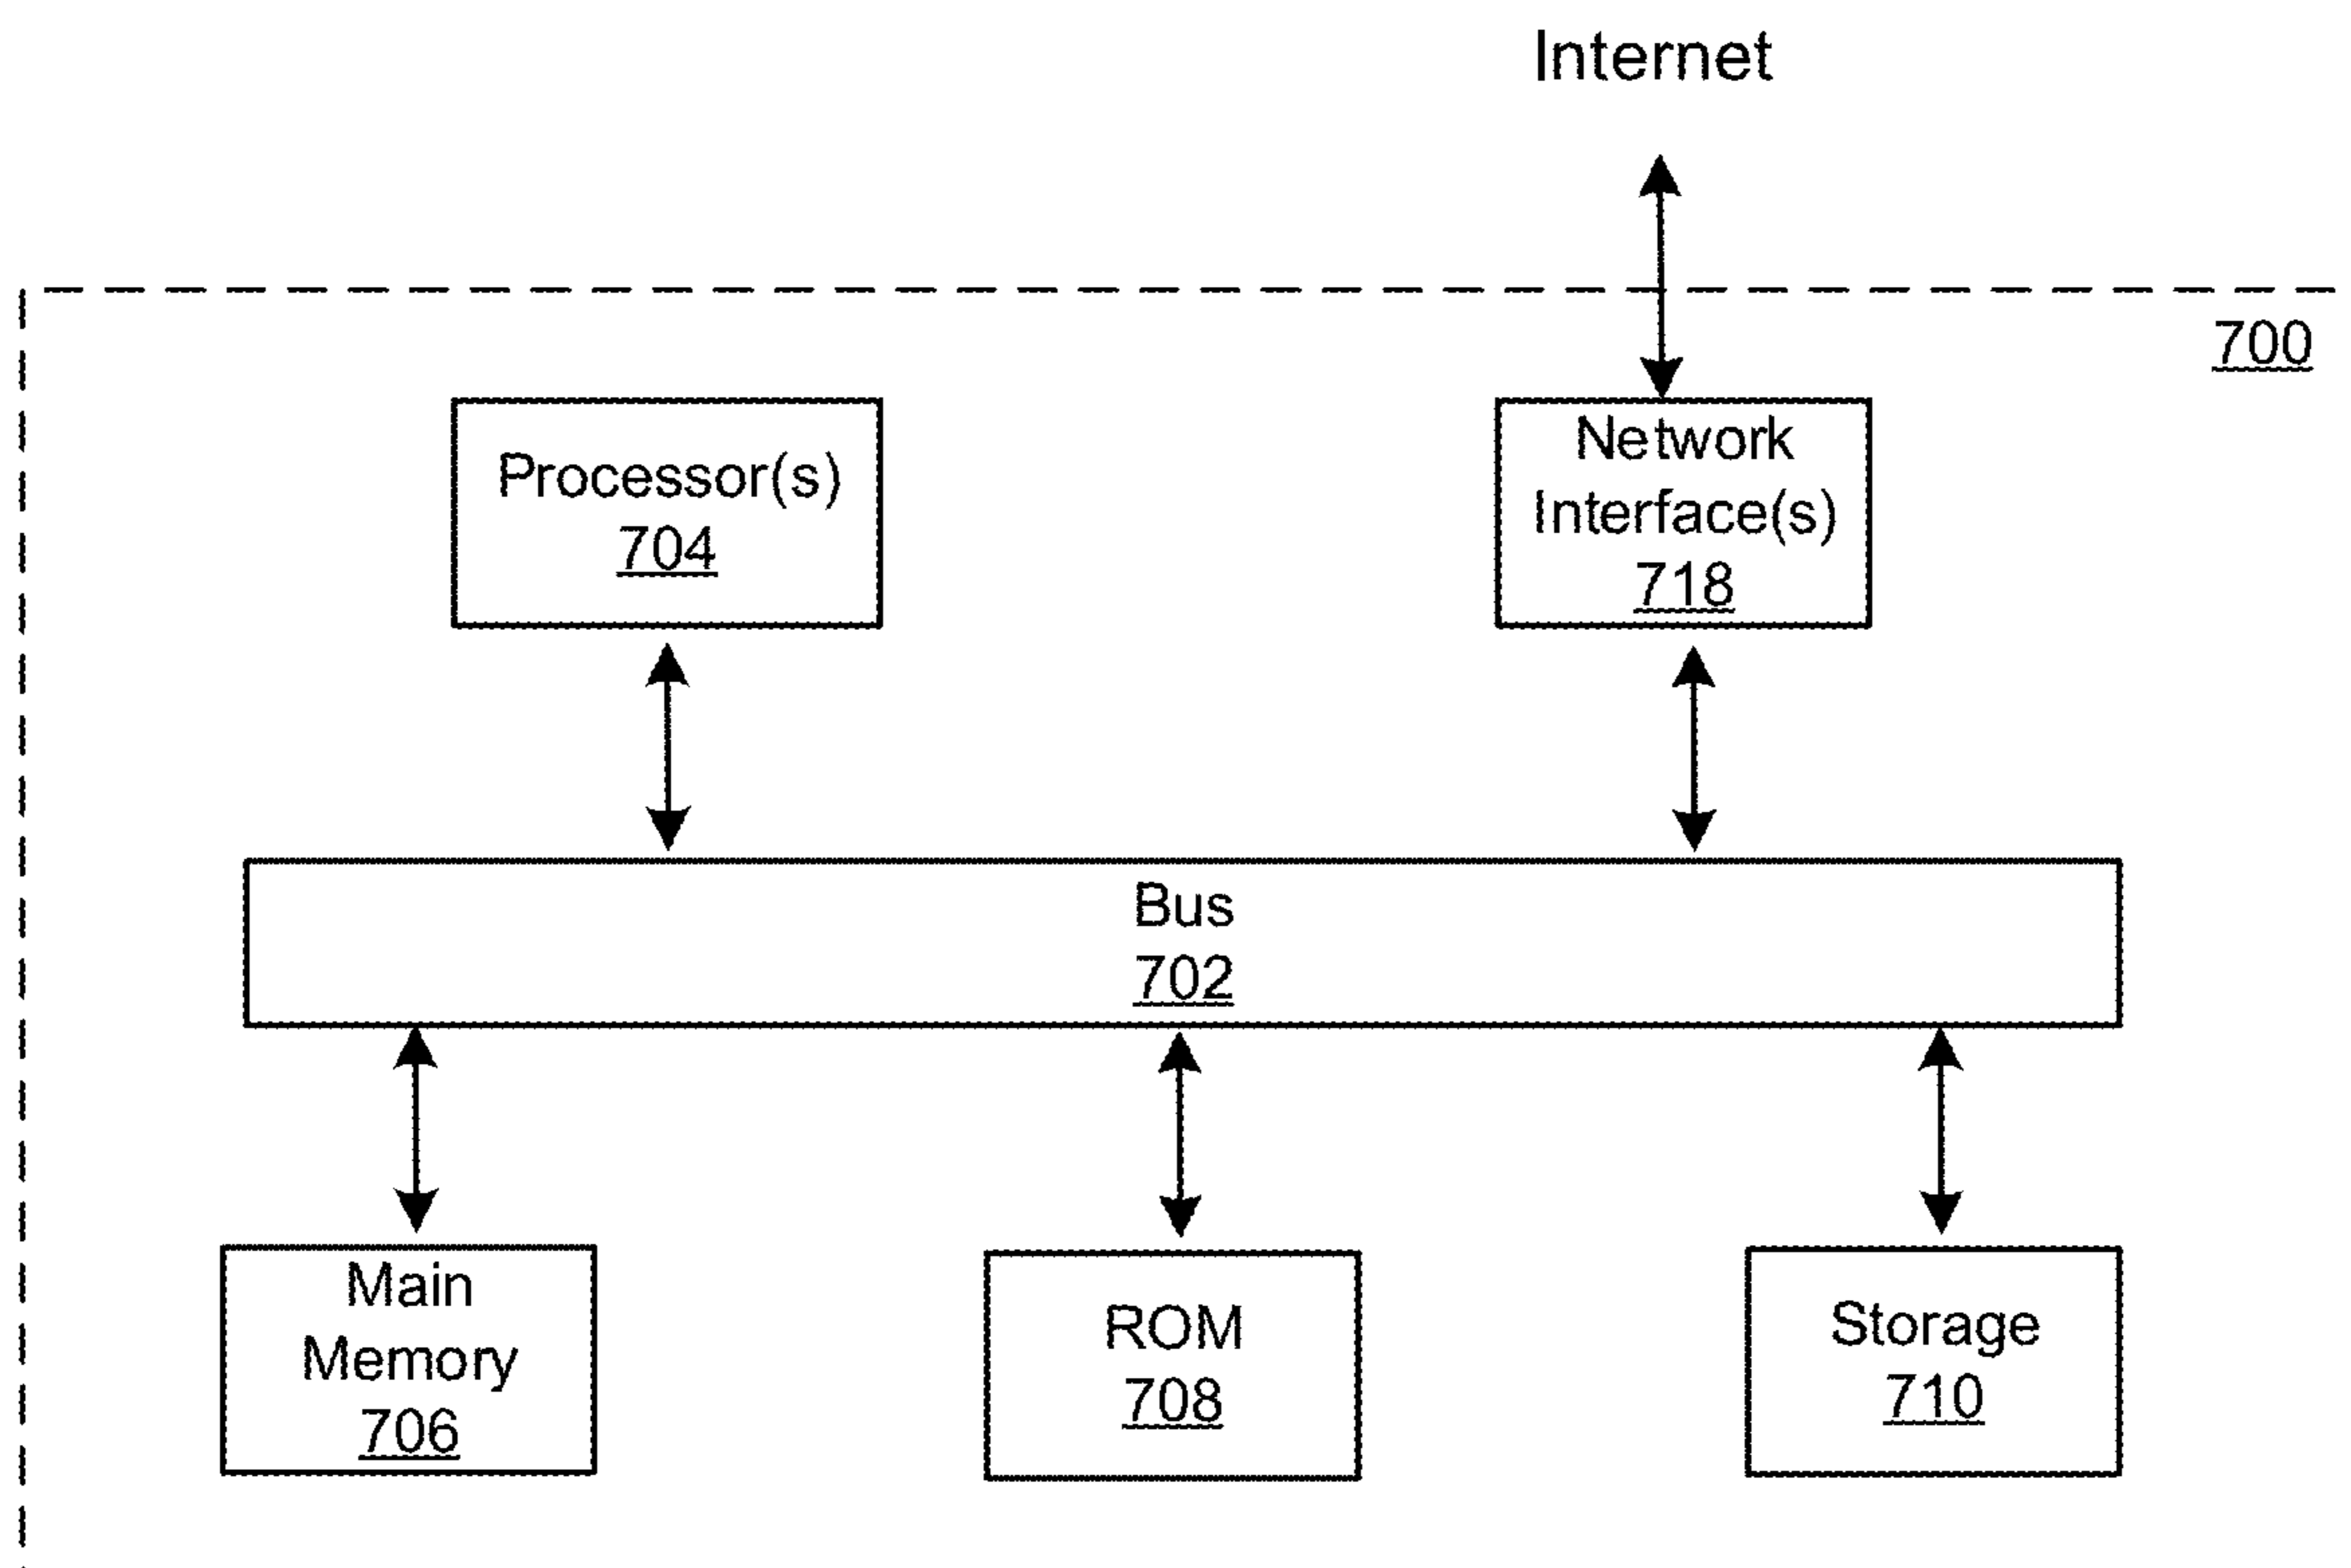 Internet
700
Processor(s)
704
Network
Interface(s)
718
Bus
702
Main
Memory
706
ROM
708
Storage
710